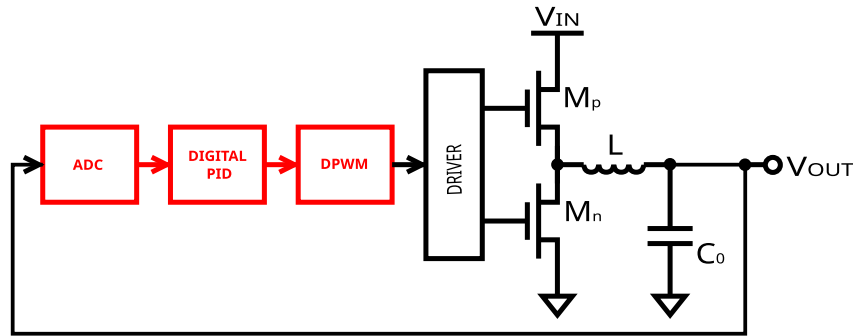 VIN
Mp
L
ADC
DIGITAL
PID
DPWM
DRIVER
VOUT
Mn
C0